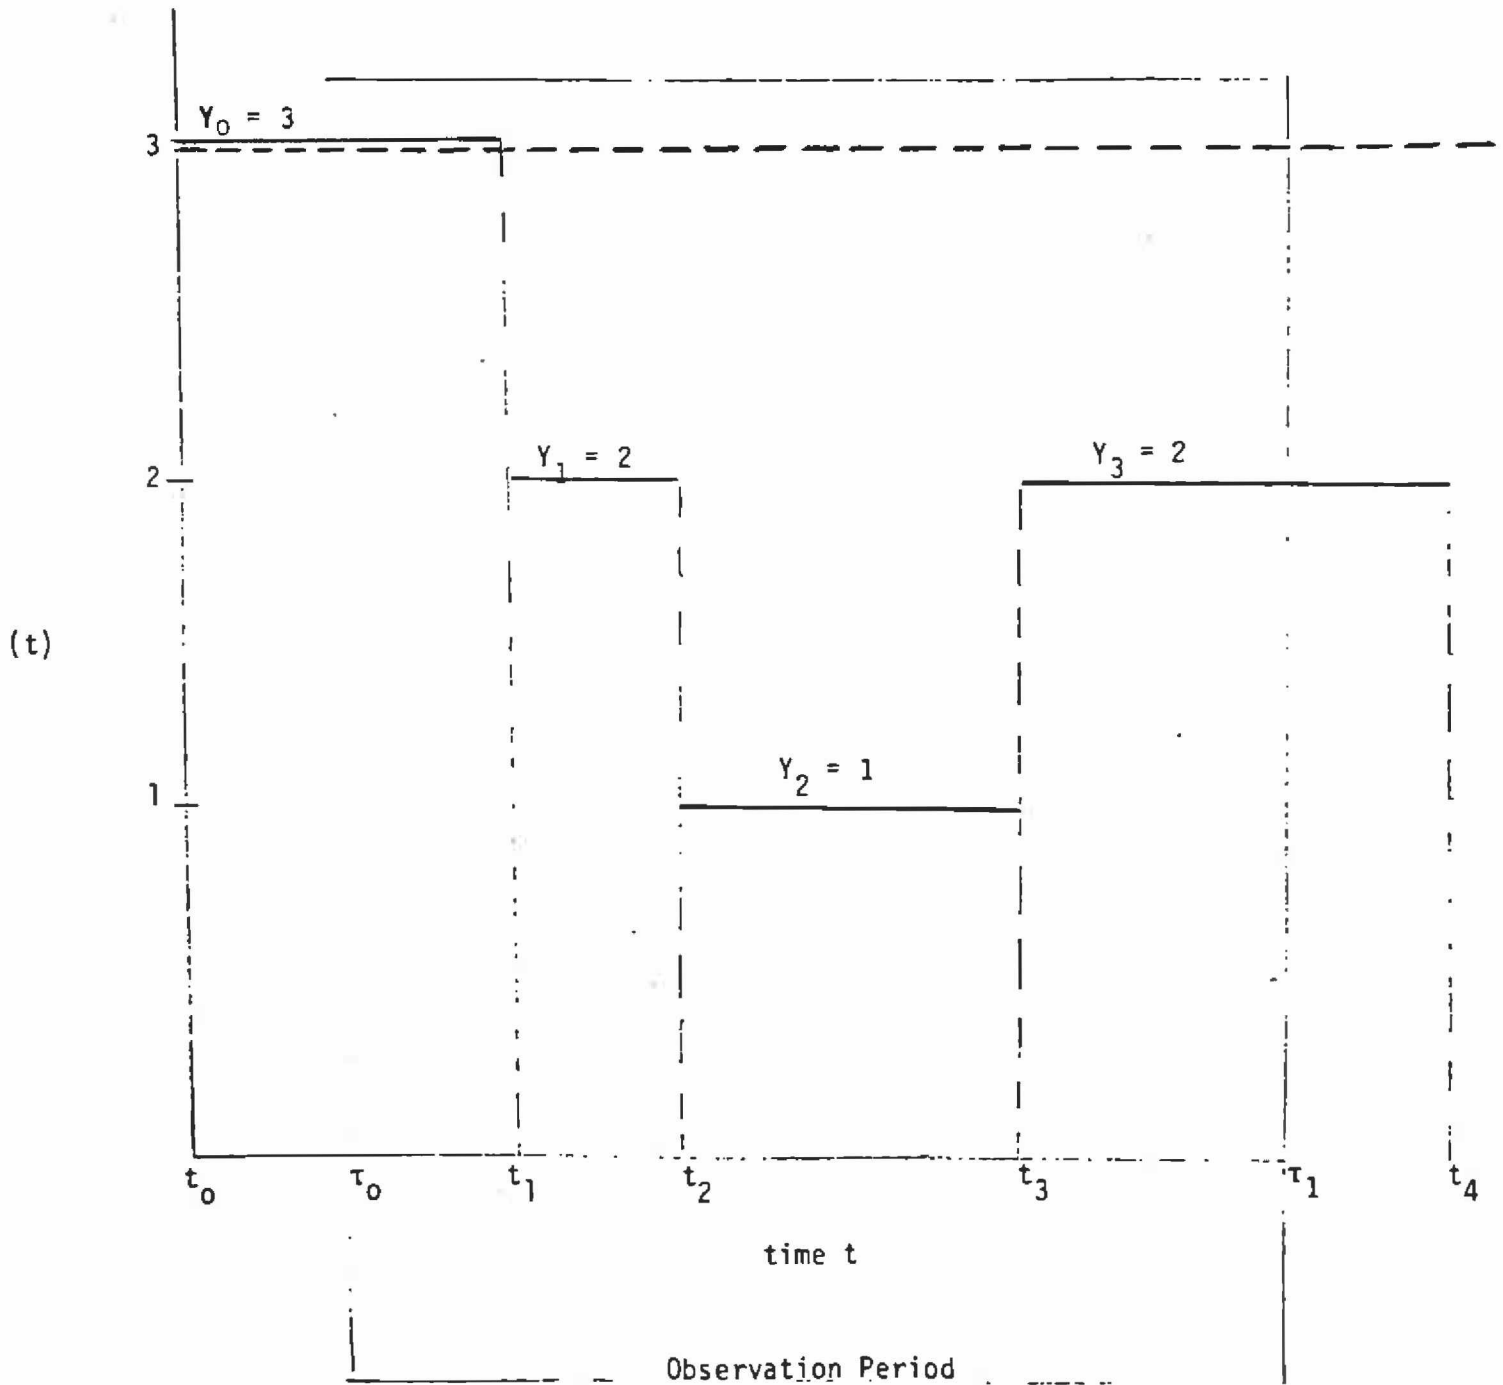 Y₀ = 3
3
Y₁ = 2
Y₃ = 2
2
(t)
Y₂ = 1
1
t₀ τ₀ t₁ t₂ t₃ τ₁ t₄
time t
Observation Period